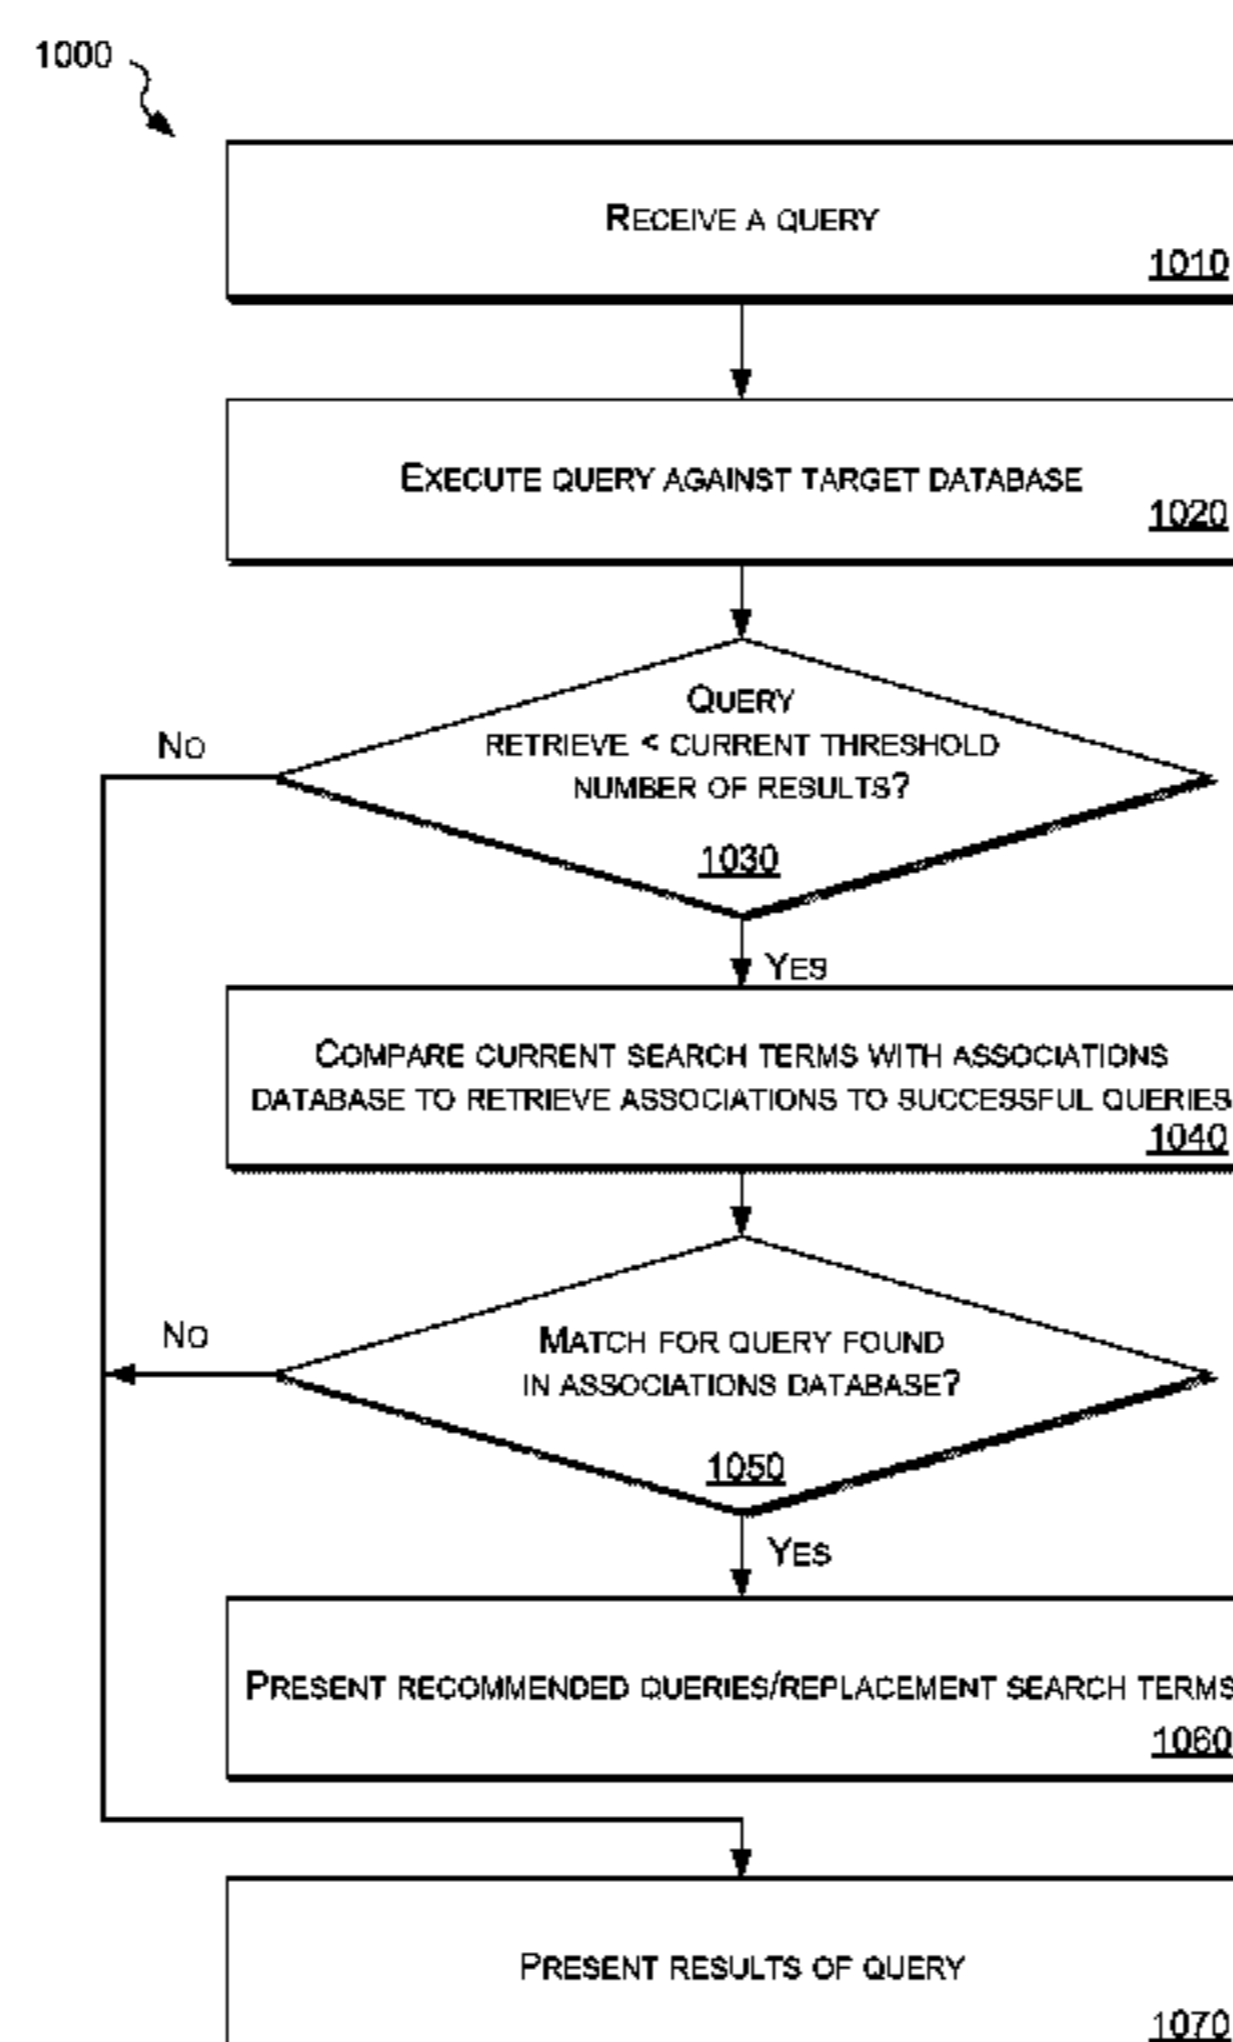 1000
RECEIVE A QUERY
1010
EXECUTE QUERY AGAINST TARGET DATABASE
1020
QUERY
RETRIEVE < CURRENT THRESHOLD
NUMBER OF RESULTS?
NO
1030
YES
COMPARE CURRENT SEARCH TERMS WITH ASSOCIATIONS
DATABASE TO RETRIEVE ASSOCIATIONS TO SUCCESSFUL QUERIES
1040
NO
MATCH FOR QUERY FOUND
IN ASSOCIATIONS DATABASE?
1050
YES
PRESENT RECOMMENDED QUERIES/REPLACEMENT SEARCH TERMS
1060
PRESENT RESULTS OF QUERY
1070